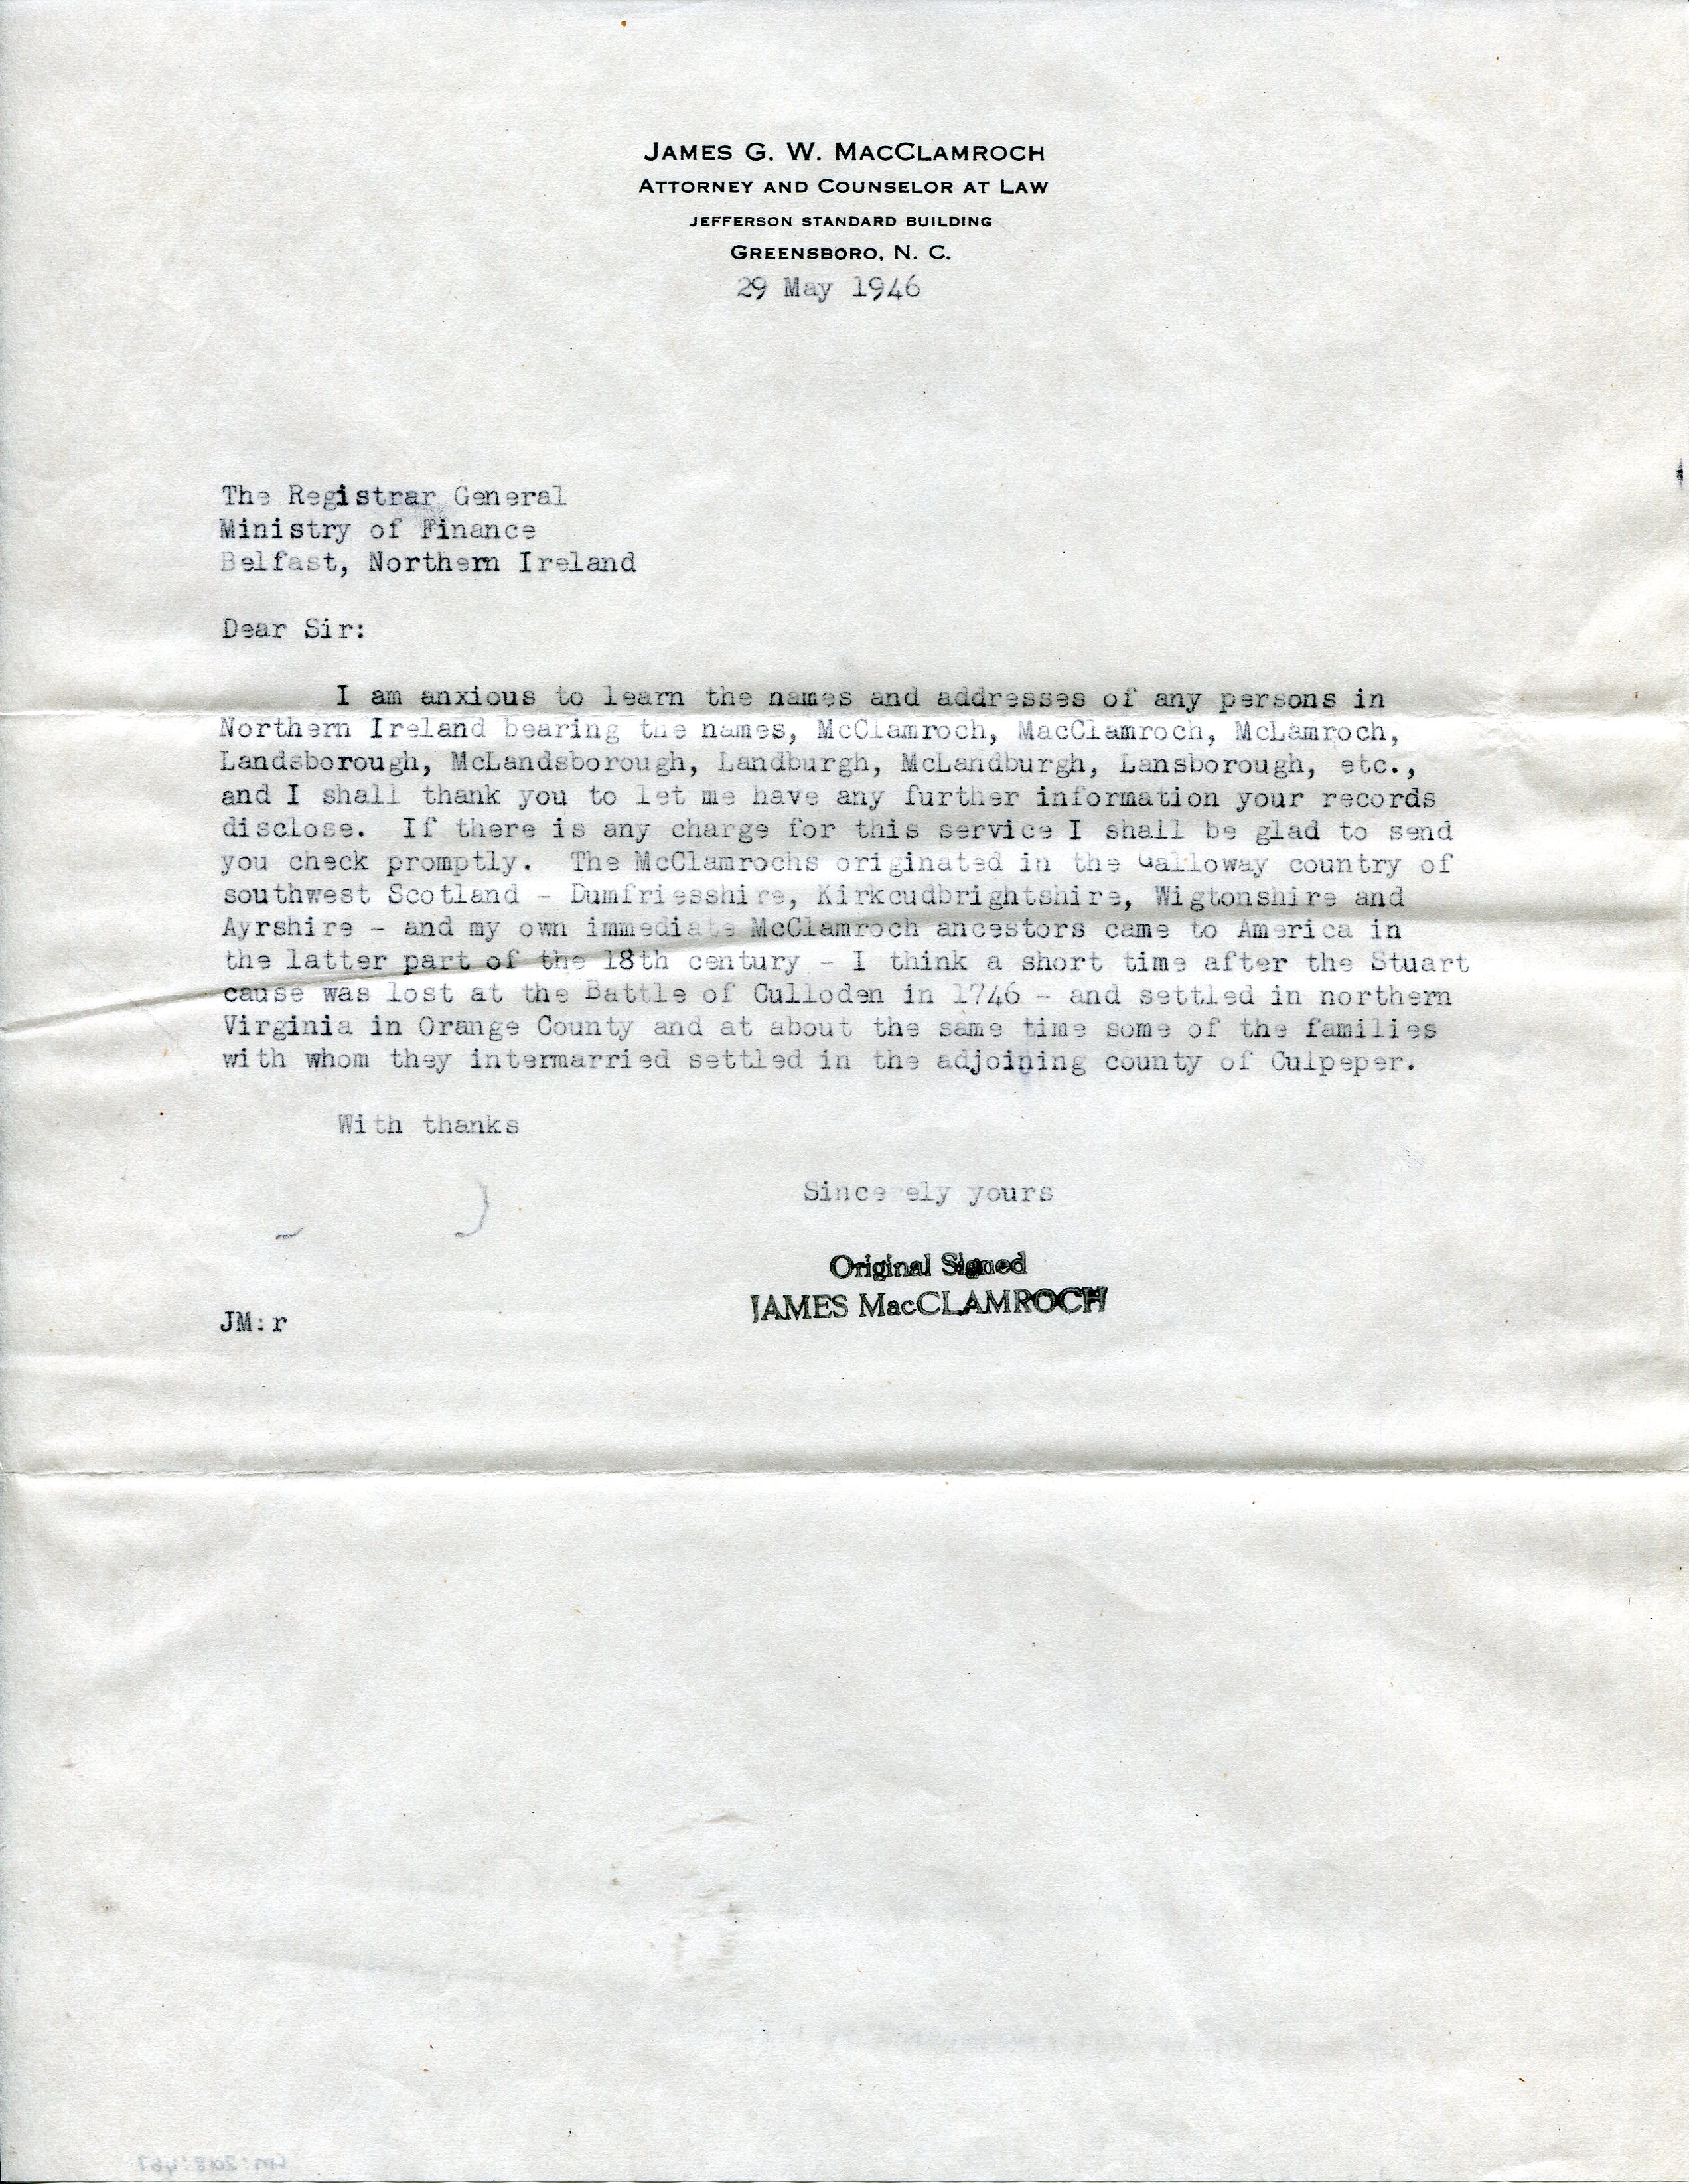 JAMES G. W. MACCLAMROCH
ATTORNEY AND COUNSELOR AT LAW
JEFFERSON STANDARD BUILDING
GREENSBORO, N. C.
29 May 1946
The Registrar General
Ministry of Finance
Belfast, Northern Ireland
Dear Sir:
I am anxious to learn the names and addresses of any persons in
Northern Ireland bearing the names, McClamroch, MacClamroch, McLamroch,
Landsborough, McLandsborough, Landburgh, McLandburgh, Lansborough, etc.,
and I shall thank you to let me have any further information your records
disclose. If there is any charge for this service I shall be glad to send
you check promptly. The McClamrochs originated in the Galloway country of
southwest Scotland - Dumfriesshire, Kirkcudbrightshire, Wigtonshire and
Ayrshire - and my own immediate McClamroch ancestors came to America in
the latter part of the 18th century - I think a short time after the Stuart
cause was lost at the Battle of Culloden in 1746 - and settled in northern
Virginia in Orange County and at about the same time some of the families
with whom they intermarried settled in the adjoining county of Culpeper.
With thanks
Sincerely yours
Original Signed
JAMES MacCLAMROCH
JM:r